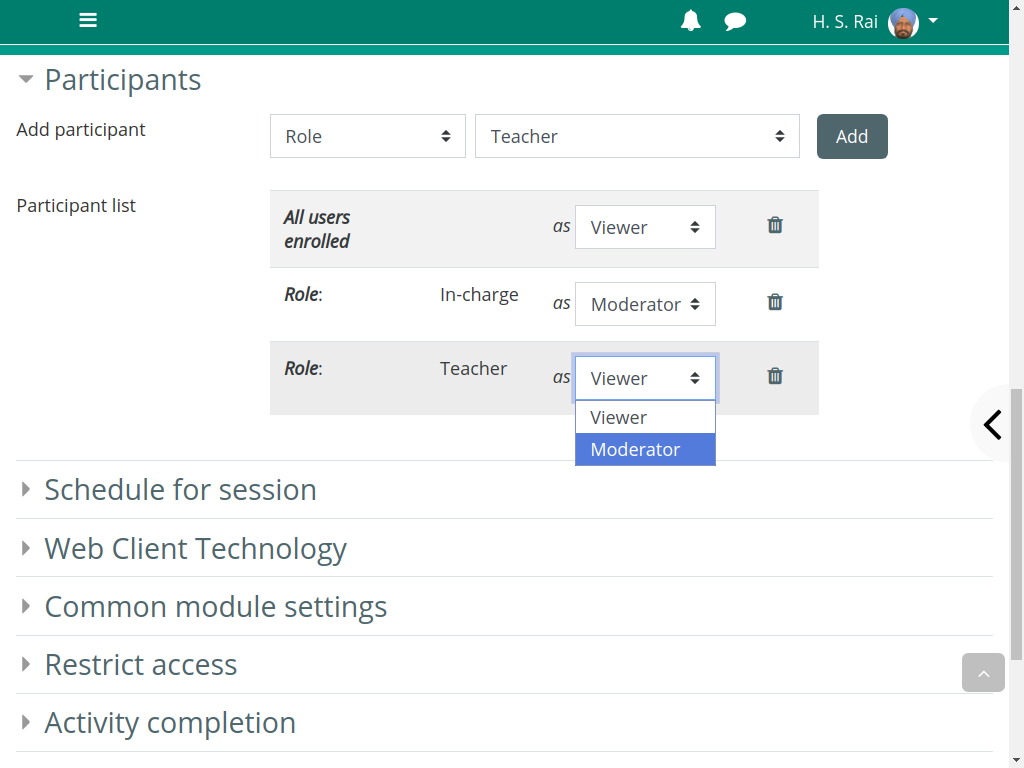 H. S. Rai
Participants
Add participant
Role
Teacher
Add
Participant list
All users
enrolled
as
Viewer
Role:
In-charge
as
Moderator
Role:
Teacher
as
Viewer
Viewer
Moderator
Schedule for session
Web Client Technology
Common module settings
Restrict access
Activity completion